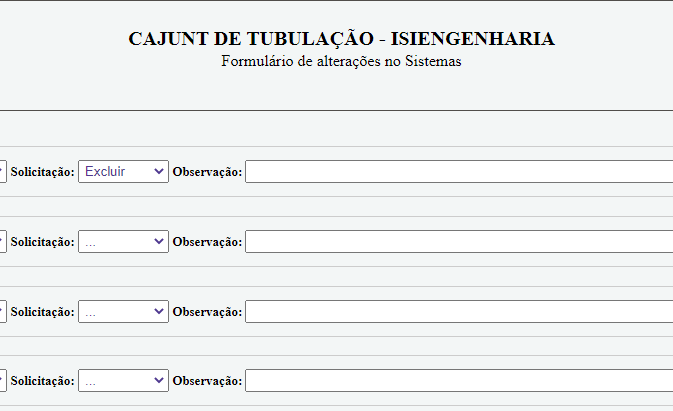 CAJUNT DE TUBULAÇÃO - ISIENGENHARIA
Formulário de alterações no Sistemas
Solicitação: Excluir Observação:
Solicitação: ... Observação:
Solicitação: ... Observação:
Solicitação: ... Observação: